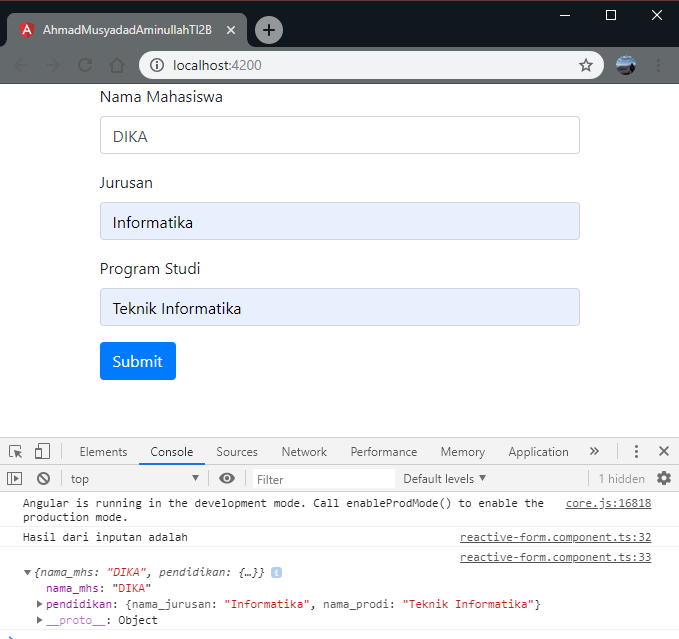 AhmadMusyadadAminullahTI2B
localhost:4200
Nama Mahasiswa
DIKA
Jurusan
Informatika
Program Studi
Teknik Informatika
Submit
Elements Console Sources Network Performance Memory Application
top Filter Default levels 1 hidden
Angular is running in the development mode. Call enableProdMode() to enable the core.js:16818
production mode.
Hasil dari inputan adalah reactive-form.component.ts:32
reactive-form.component.ts:33
{nama_mhs: "DIKA", pendidikan: {…}}
nama_mhs: "DIKA"
pendidikan: {nama_jurusan: "Informatika", nama_prodi: "Teknik Informatika"}
__proto__: Object